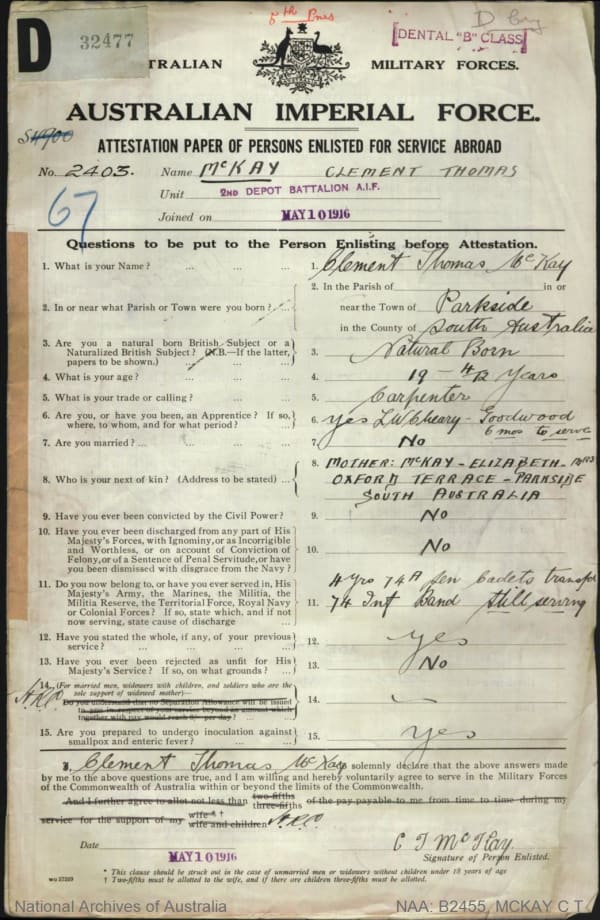 5th Bns
D
32477
DENTAL "B" CLASS
TRALIAN MILITARY FORCES.
AUSTRALIAN IMPERIAL FORCE.
ATTESTATION PAPER OF PERSONS ENLISTED FOR SERVICE ABROAD
No. 2403. Name McKAY CLEMENT THOMAS
67
Unit 2ND DEPOT BATTALION A.I.F.
Joined on MAY 10 1916
Questions to be put to the Person Enlisting before Attestation.
1. What is your Name? ... ... ... 1. Clement Thomas McKay
2. In or near what Parish or Town were you born? ... 2. In the Parish of in or
near the Town of Parkside
in the County of South Australia
3. Are you a natural born British Subject or a
Naturalized British Subject? (N.B.—If the latter,
papers to be shown.) ... ... 3. Natural Born
4. What is your age? ... ... ... 4. 19 - 4/12 Years
5. What is your trade or calling? ... ... 5. Carpenter
6. Are you, or have you been, an Apprentice? If so,
where, to whom, and for what period? ... 6. Yes Goodwood
6 mos to serve
7. Are you married? ... ... ... 7. No
8. Who is your next of kin? (Address to be stated) ... 8. MOTHER: McKAY - ELIZABETH - MRS
OXFORD TERRACE - PARKSIDE
SOUTH AUSTRALIA
9. Have you ever been convicted by the Civil Power? 9. No
10. Have you ever been discharged from any part of His
Majesty's Forces, with Ignominy, or as Incorrigible
and Worthless, or on account of Conviction of
Felony, or of a Sentence of Penal Servitude, or have
you been dismissed with disgrace from the Navy? 10. No
11. Do you now belong to, or have you ever served in, His
Majesty's Army, the Marines, the Militia, the
Militia Reserve, the Territorial Force, Royal Navy
or Colonial Forces? If so, state which, and if not
now serving, state cause of discharge ... 11. 4 yrs 74A Sen Cadets transfd
74 Inf Band still serving
12. Have you stated the whole, if any, of your previous
service? ... ... ... 12. Yes
13. Have you ever been rejected as unfit for His
Majesty's Service? If so, on what grounds? ... 13. No
14. (For married men, widowers with children, and soldiers who are the
sole support of widowed mother)—
Do you understand that no Separation Allowance will be issued
to you in respect of your service beyond an amount which
together with pay would reach 8/- per day? ... 14.
15. Are you prepared to undergo inoculation against
smallpox and enteric fever? ... ... 15. Yes
I, Clement Thomas McKay solemnly declare that the above answers made
by me to the above questions are true, and I am willing and hereby voluntarily agree to serve in the Military Forces
of the Commonwealth of Australia within or beyond the limits of the Commonwealth.
And I further agree to allot not less than two-fifths three-fifths of the pay payable to me from time to time during my
service for the support of my wife * † wife and children
Date MAY 10 1916
C T McKay.
Signature of Person Enlisted.
* This clause should be struck out in the case of unmarried men or widowers without children under 18 years of age
† Two-fifths must be allotted to the wife, and if there are children three-fifths must be allotted.
National Archives of Australia
NAA: B2455, MCKAY C T